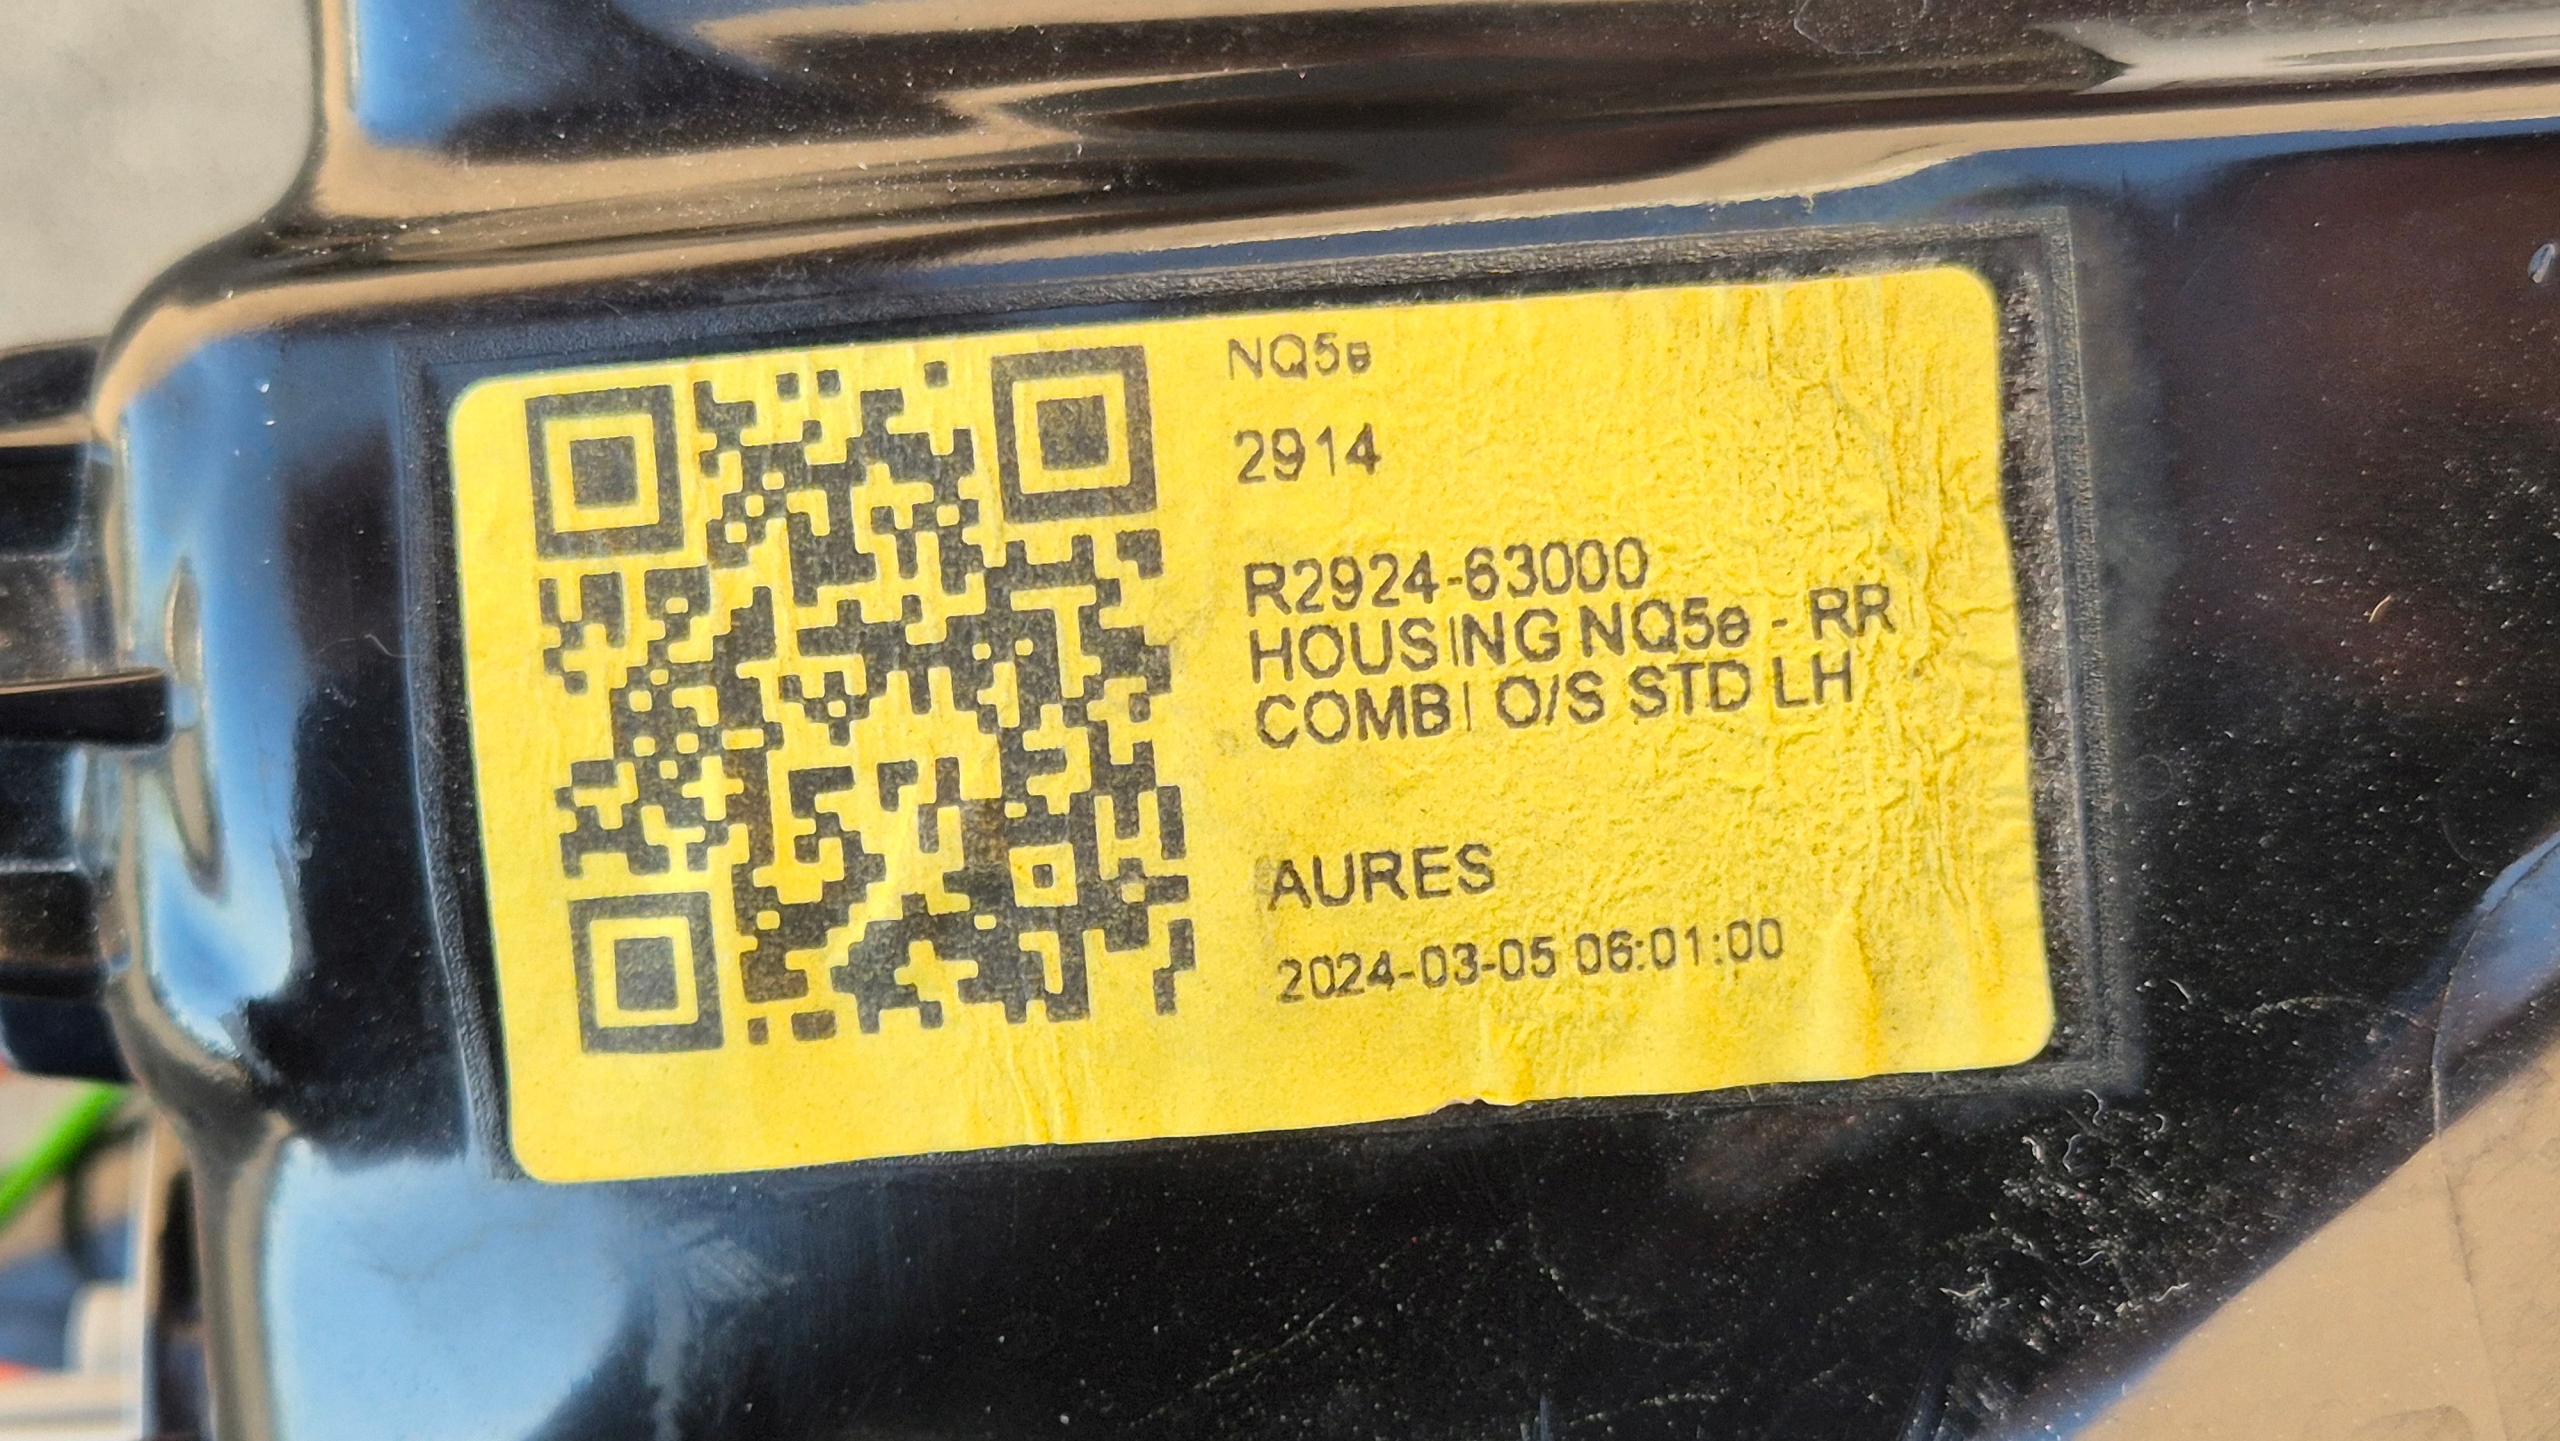 NQ5e
2914
R2924-63000
HOUSING NQ5e - RR
COMBI O/S STD LH
AURES
2024-03-05 06:01:00